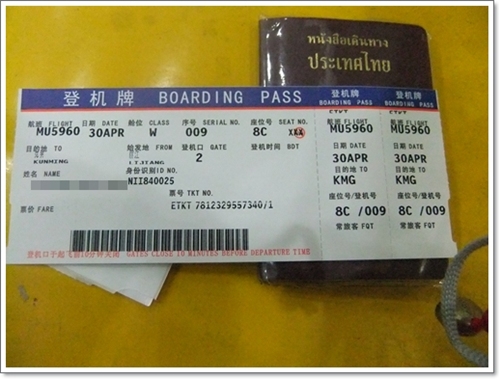 หนังสือเดินทาง
ประเทศไทย
登机牌 BOARDING PASS
登机牌 BOARDING PASS
登机牌 BOARDING PASS
航班 FLIGHT 日期 DATE 舱位 CLASS 序号 SERIAL NO. 座位号 SEAT NO.
MU5960 30APR W 009 8C
目的地 TO 始发地 FROM 登机口 GATE 登机时间 BDT
KUNMING LIJIANG 2
姓名 NAME 身份识别 ID NO.
NII840025
票号 TKT NO.
票价 FARE ETKT 7812329557340/1
登机口于起飞前10分钟关闭 GATES CLOSE 10 MINUTES BEFORE DEPARTURE TIME
航班 FLIGHT
MU5960
日期 DATE
30APR
目的地 TO
KMG
座位号/登机号
8C /009
常旅客 FQT
ETKT
航班 FLIGHT
MU5960
日期 DATE
30APR
目的地 TO
KMG
座位号/登机号
8C /009
常旅客 FQT